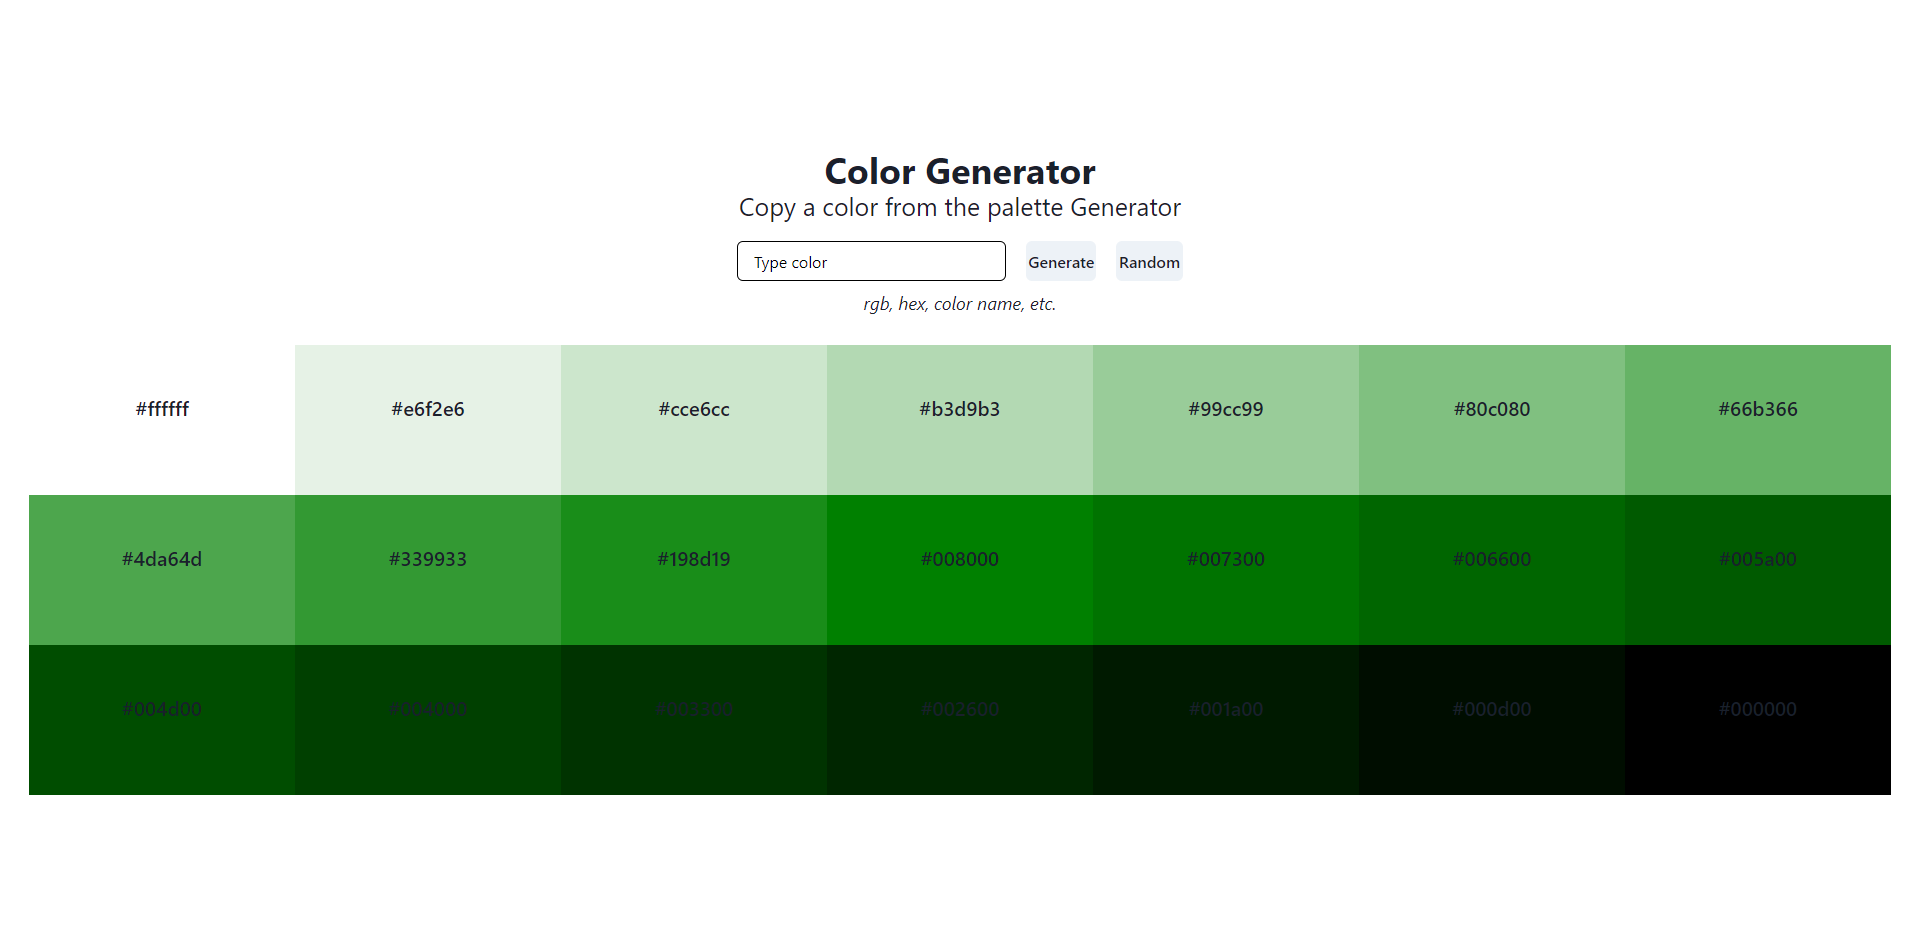 Color Generator
Copy a color from the palette Generator
Type color
Generate
Random
rgb, hex, color name, etc.
#ffffff
#e6f2e6
#cce6cc
#b3d9b3
#99cc99
#80c080
#66b366
#4da64d
#339933
#198d19
#008000
#007300
#006600
#005a00
#004d00
#004000
#002600
#001a00
#000d00
#000000